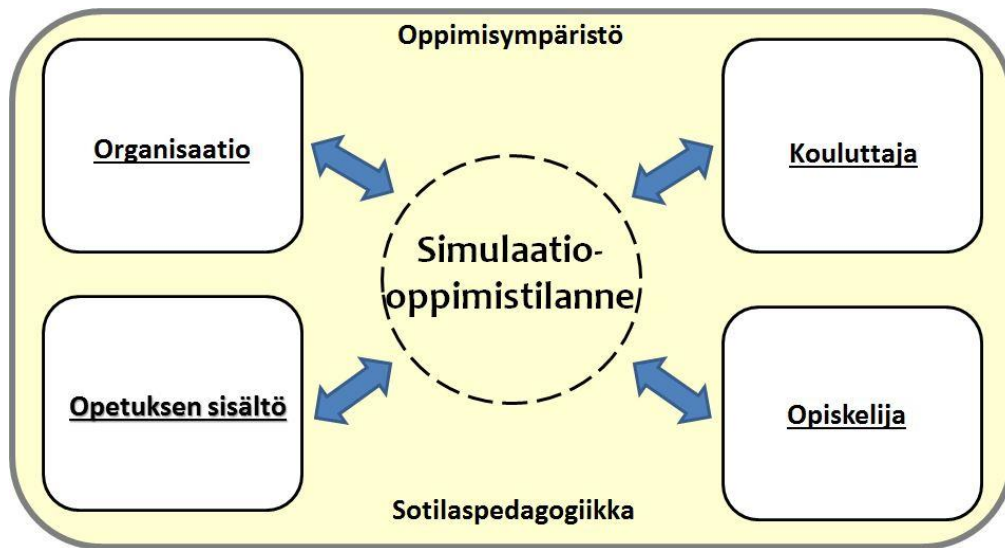 Oppimisympäristö
Organisaatio
Kouluttaja
Simulaatio-
oppimistilanne
Opetuksen sisältö
Opiskelija
Sotilaspedagogiikka